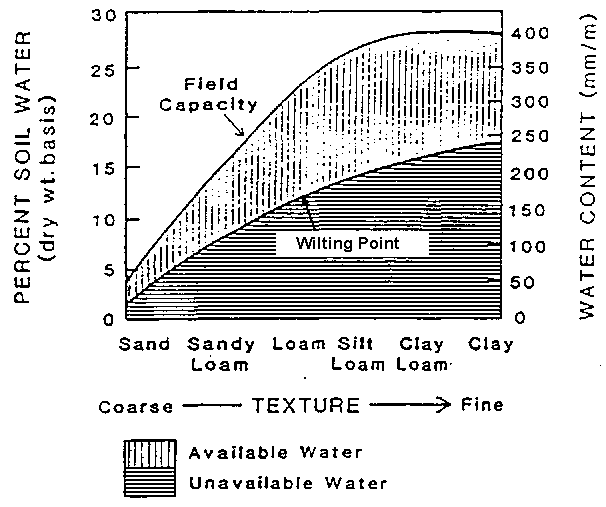 PERCENT SOIL WATER
(dry wt.basis)
30
25
20
15
10
5
0
Field
Capacity
Wilting Point
400
350
300
250
200
150
100
50
0
WATER CONTENT (mm/m)
Sand
Sandy
Loam
Loam
Silt
Loam
Clay
Loam
Clay
Coarse
TEXTURE
Fine
Available Water
Unavailable Water